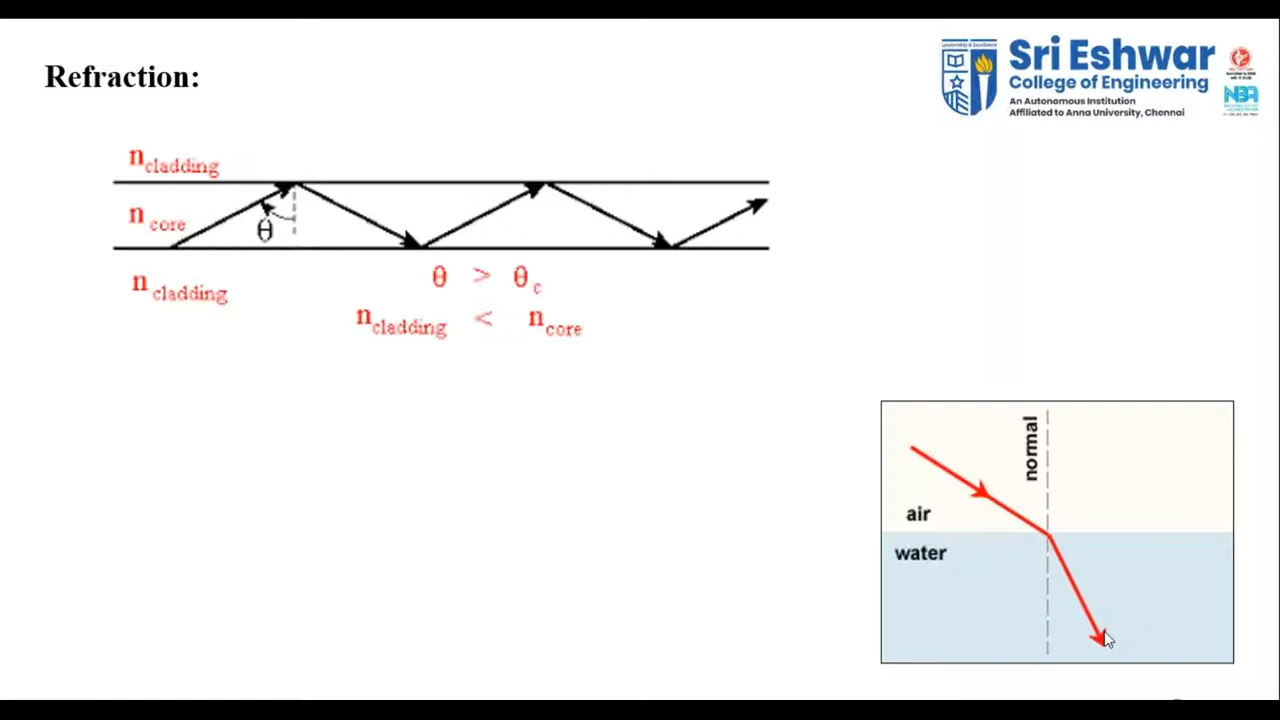 Refraction:
Sri Eshwar
College of Engineering
An Autonomous Institution
Affiliated to Anna University, Chennai
NBA
n cladding
n core
θ
n cladding
θ > θ c
n cladding < n core
normal
air
water